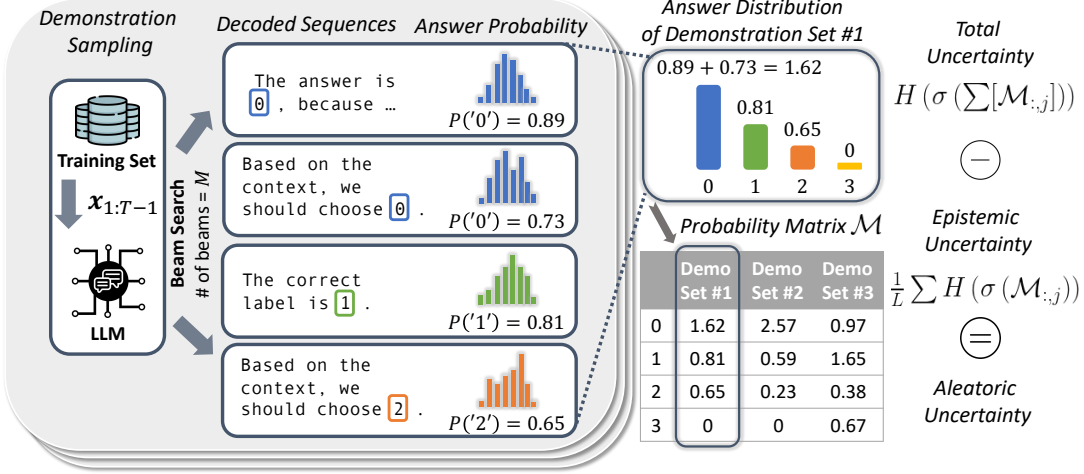 Demonstration
Sampling
Training Set
x1:T−1
LLM
Beam Search
# of beams = M
Decoded Sequences
Answer Probability
The answer is
0 , because …
P('0') = 0.89
Based on the
context, we
should choose 0 .
P('0') = 0.73
The correct
label is 1 .
P('1') = 0.81
Based on the
context, we
should choose 2 .
P('2') = 0.65
Answer Distribution
of Demonstration Set #1
0.89 + 0.73 = 1.62
0.81
0.65
0
0 1 2 3
Probability Matrix ℳ
Demo Demo Demo
Set #1 Set #2 Set #3
0 1.62 2.57 0.97
1 0.81 0.59 1.65
2 0.65 0.23 0.38
3 0 0 0.67
Total
Uncertainty
H (σ (∑[ℳ:,j]))
−
Epistemic
Uncertainty
1/L ∑ H (σ (ℳ:,j))
=
Aleatoric
Uncertainty